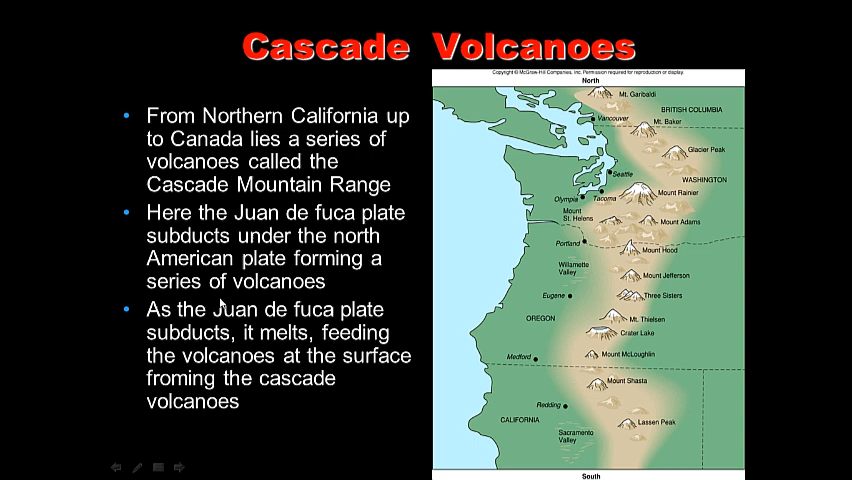 Cascade Volcanoes
From Northern California up
to Canada lies a series of
volcanoes called the
Cascade Mountain Range
Here the Juan de fuca plate
subducts under the north
American plate forming a
series of volcanoes
As the Juan de fuca plate
subducts, it melts, feeding
the volcanoes at the surface
froming the cascade
volcanoes
Copyright © McGraw-Hill Companies, Inc. Permission required for reproduction or display.
North
Mt. Garibaldi
BRITISH COLUMBIA
Vancouver
Mt. Baker
Glacier Peak
Seattle
WASHINGTON
Mount Rainier
Olympia
Tacoma
Mount
St. Helens
Mount Adams
Portland
Mount Hood
Willamette
Valley
Mount Jefferson
Eugene
Three Sisters
OREGON
Mt. Thielsen
Crater Lake
Medford
Mount McLoughlin
Mount Shasta
Redding
CALIFORNIA
Lassen Peak
Sacramento
Valley
South